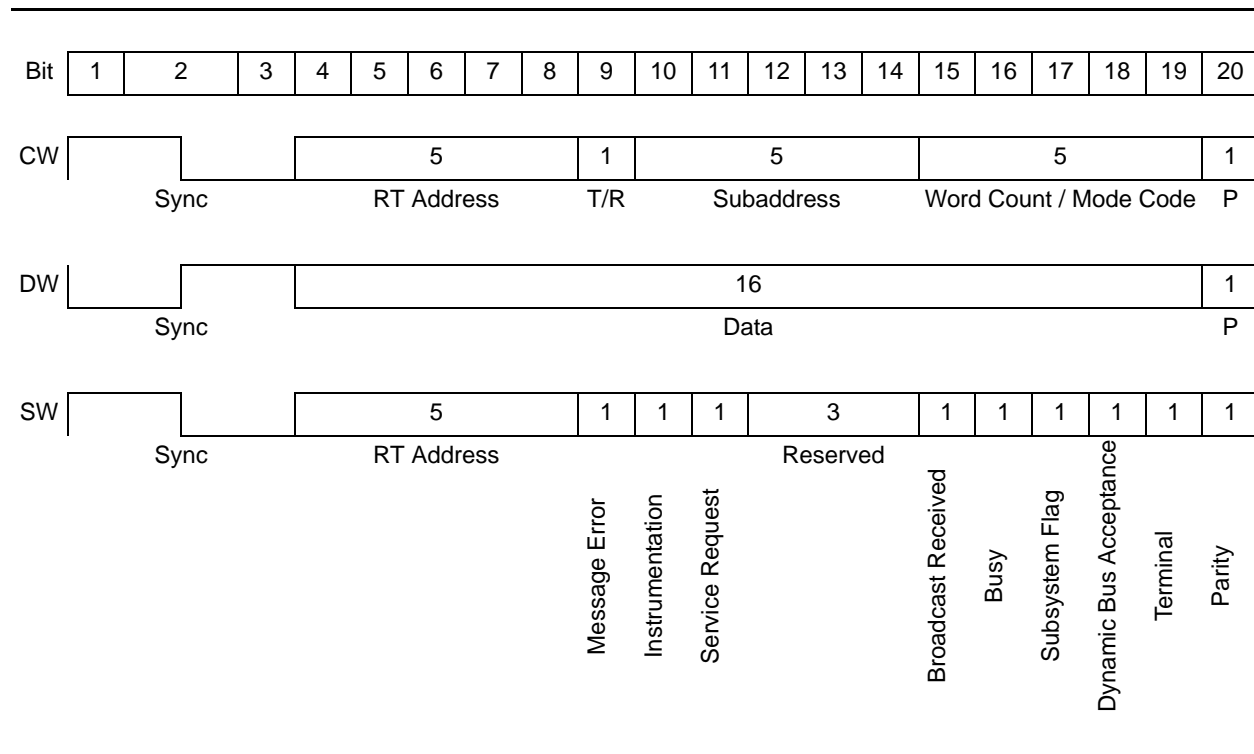 Bit 1 2 3 4 5 6 7 8 9 10 11 12 13 14 15 16 17 18 19 20
CW 5 1 5 5 1
Sync RT Address T/R Subaddress Word Count / Mode Code P
DW 16 1
Sync Data P
SW 5 1 1 1 3 1 1 1 1 1 1
Sync RT Address Reserved
Message Error
Instrumentation
Service Request
Broadcast Received
Busy
Subsystem Flag
Dynamic Bus Acceptance
Terminal
Parity